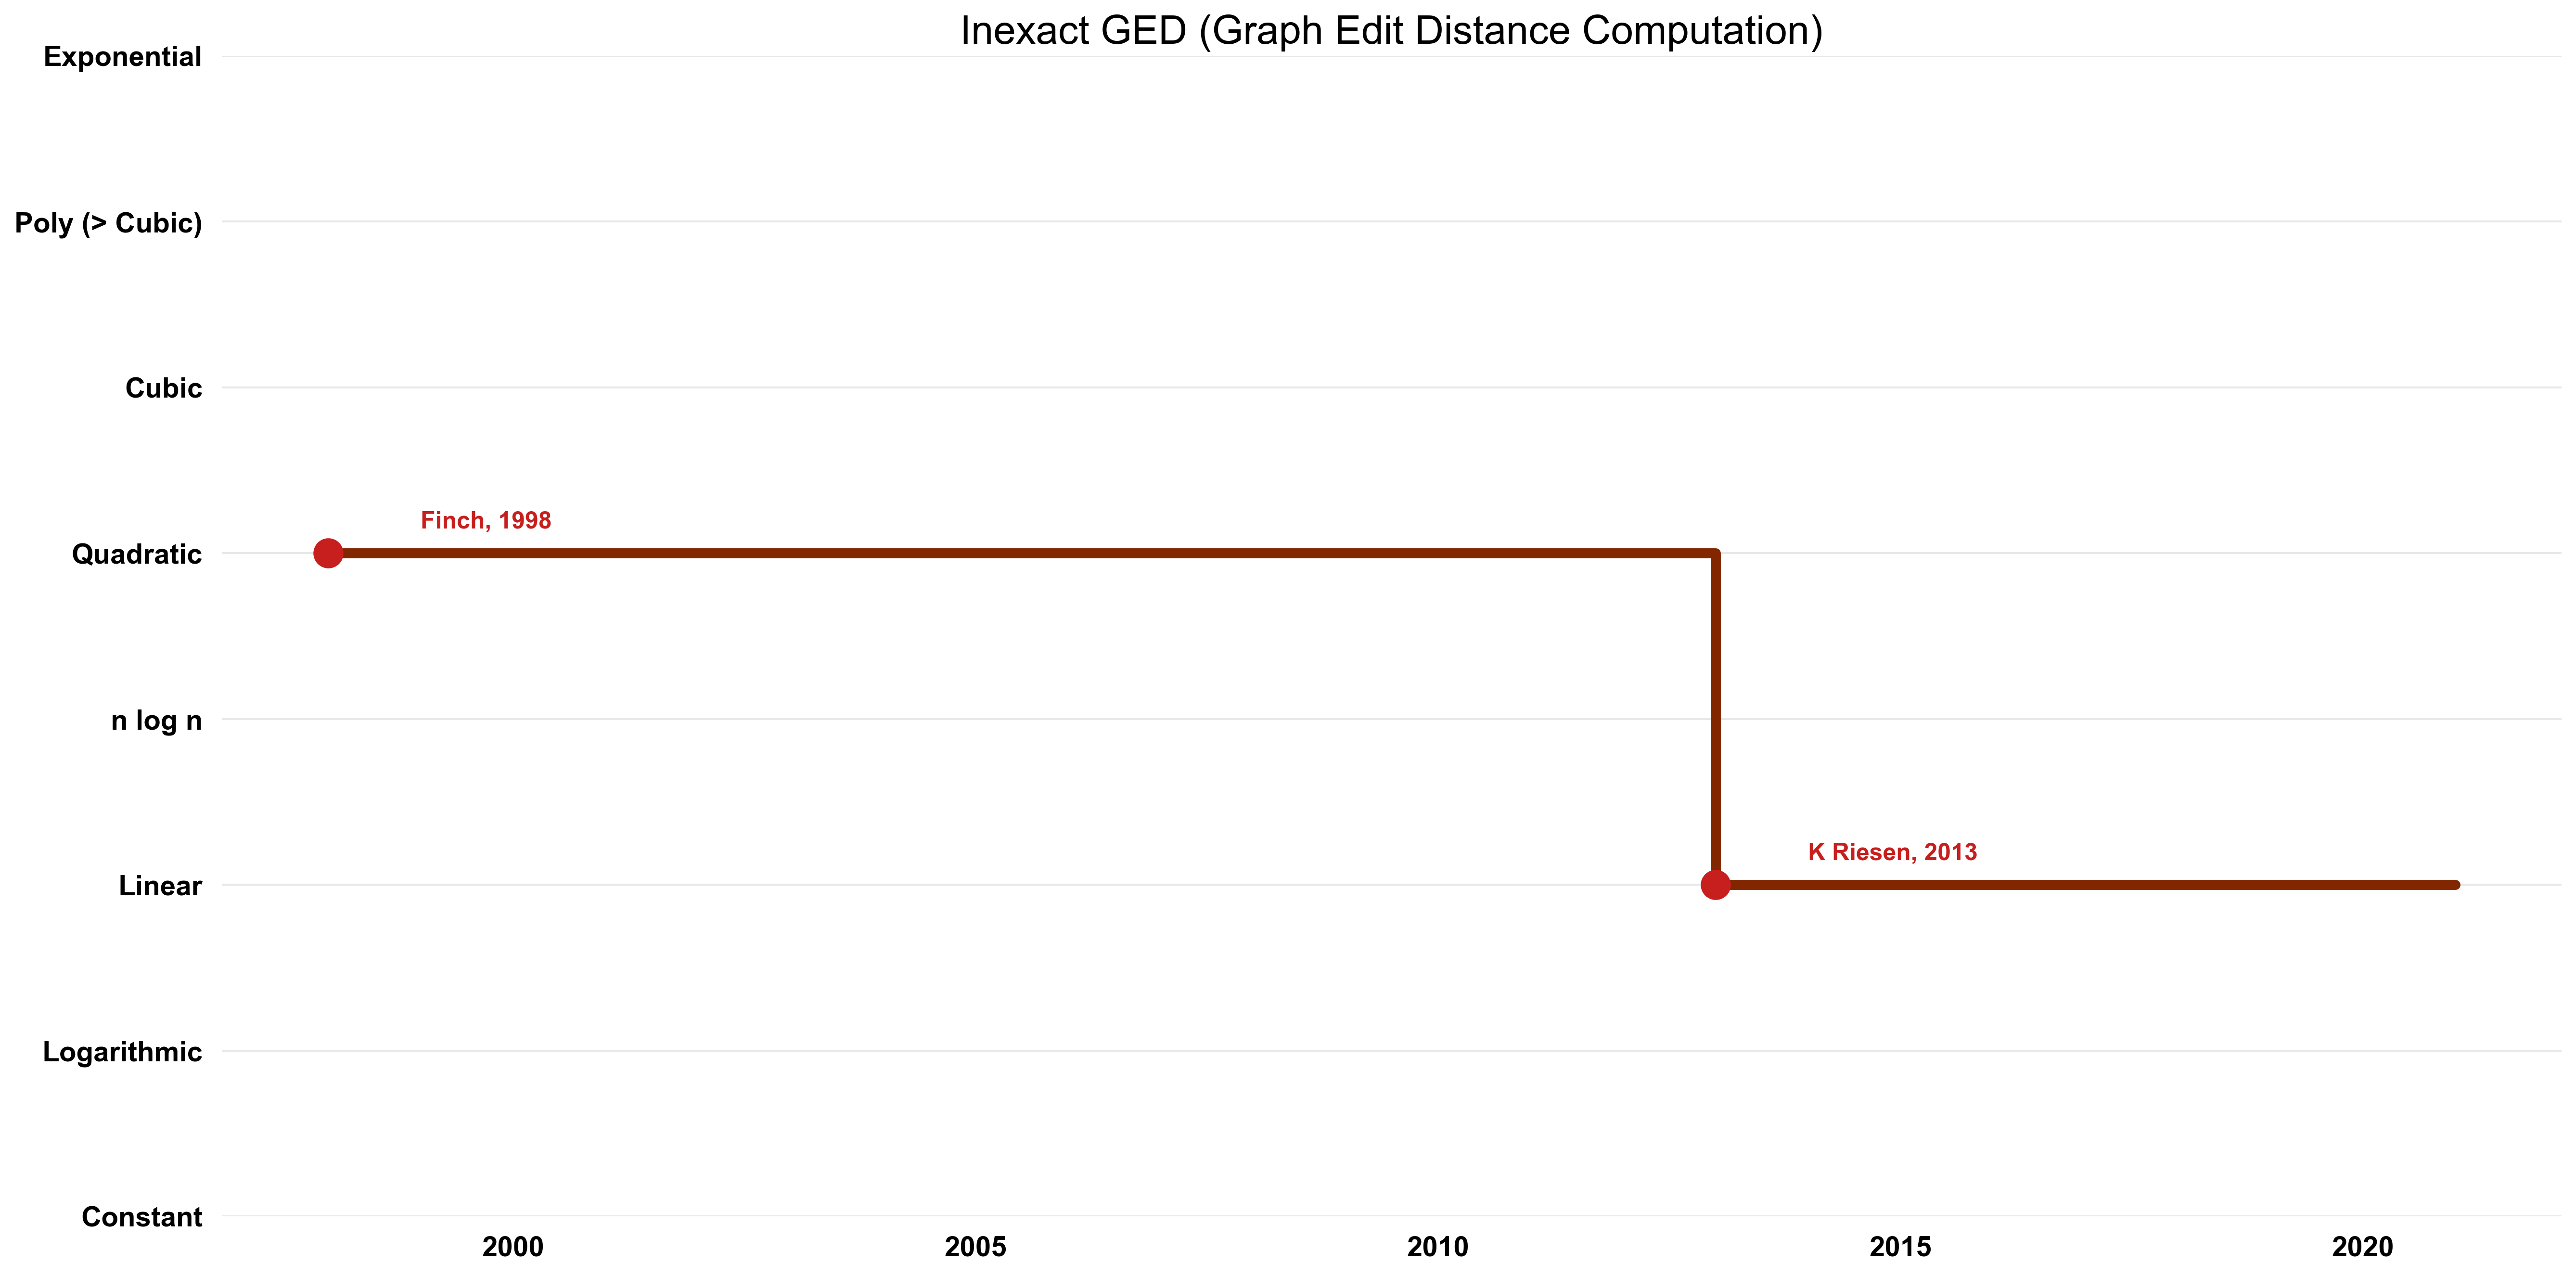 Inexact GED (Graph Edit Distance Computation)
Exponential
Poly (> Cubic)
Cubic
Finch, 1998
Quadratic
n log n
K Riesen, 2013
Linear
Logarithmic
Constant
2000
2005
2010
2015
2020